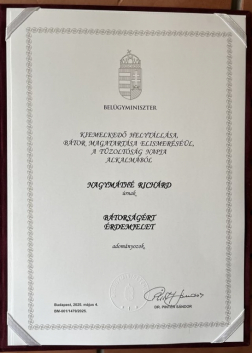 BELÜGYMINISZTER
KIEMELKEDŐ HELYTÁLLÁSA,
BÁTOR MAGATARTÁSA ELISMERÉSÉÜL,
A TŰZOLTÓSÁG NAPJA
ALKALMÁBÓL
NAGYMÁTHÉ RICHÁRD
úrnak
BÁTORSÁGÉRT
ÉRDEMJELET
adományozok.
Budapest, 2025. május 4.
DR. PINTÉR SÁNDOR